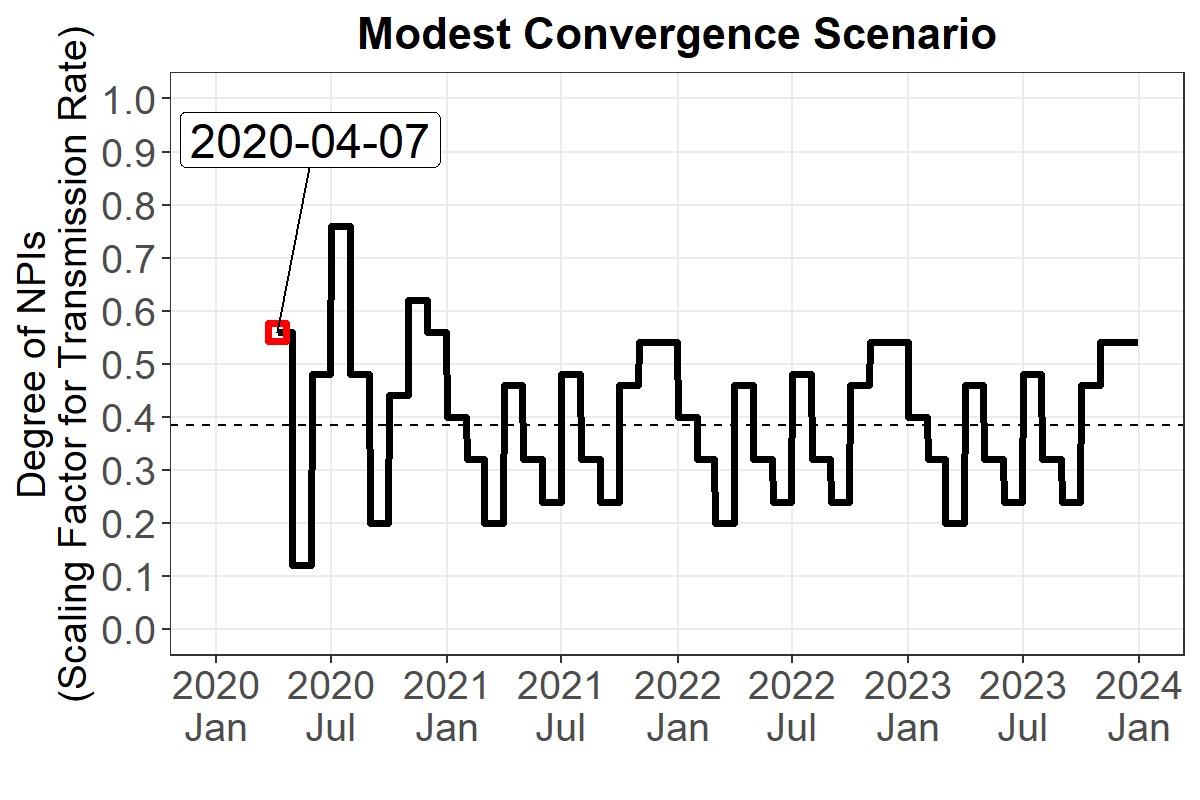 Modest Convergence Scenario
Degree of NPIs
(Scaling Factor for Transmission Rate)
1.0
0.9
0.8
0.7
0.6
0.5
0.4
0.3
0.2
0.1
0.0
2020-04-07
2020 2020 2021 2021 2022 2022 2023 2023 2024
Jan Jul Jan Jul Jan Jul Jan Jul Jan